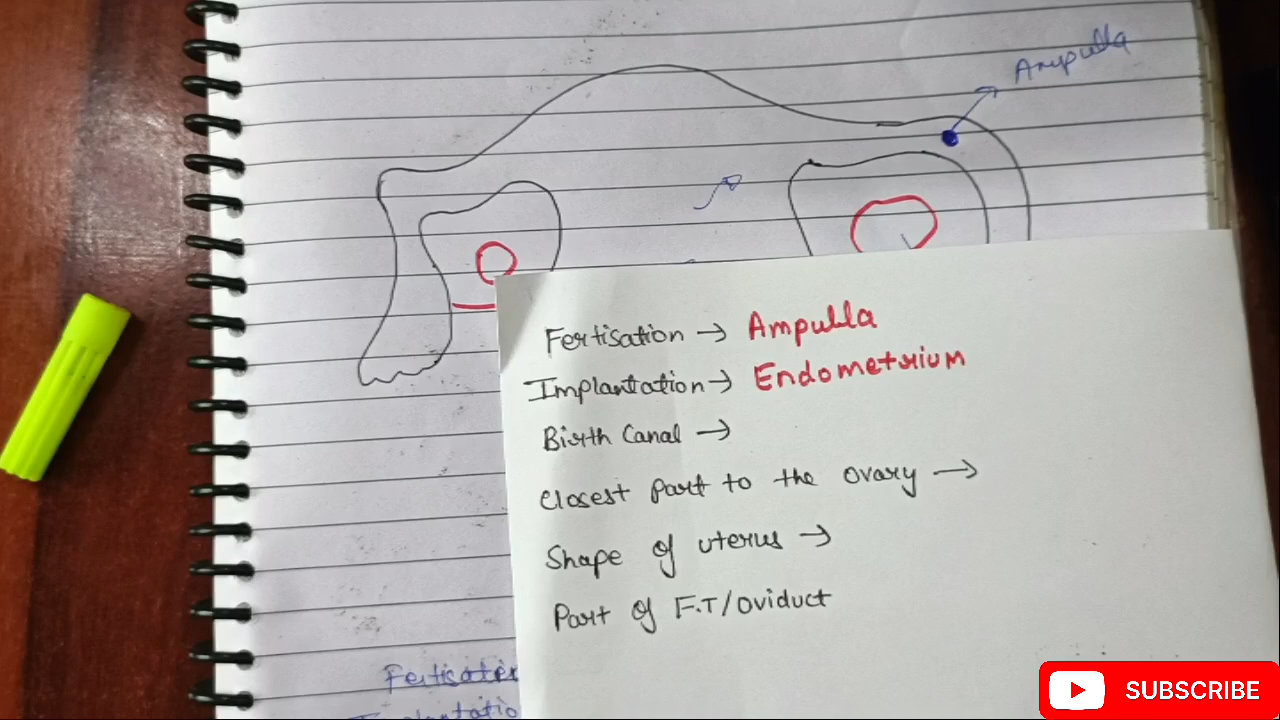 Ampulla
Fertisation → Ampulla
Implantation → Endometrium
Birth Canal →
Closest part to the ovary →
Shape of uterus →
Part of F.T/oviduct
Fertisation
SUBSCRIBE